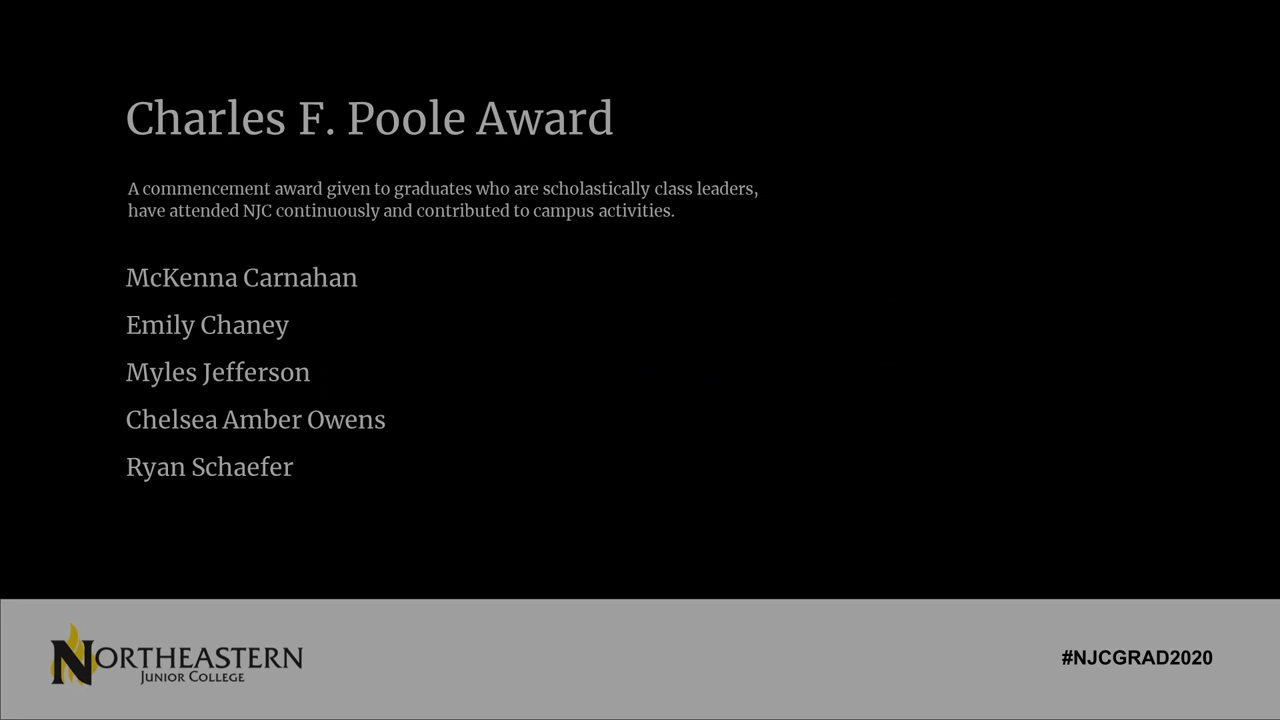 Charles F. Poole Award
A commencement award given to graduates who are scholastically class leaders,
have attended NJC continuously and contributed to campus activities.
McKenna Carnahan
Emily Chaney
Myles Jefferson
Chelsea Amber Owens
Ryan Schaefer
NORTHEASTERN
JUNIOR COLLEGE
#NJCGRAD2020